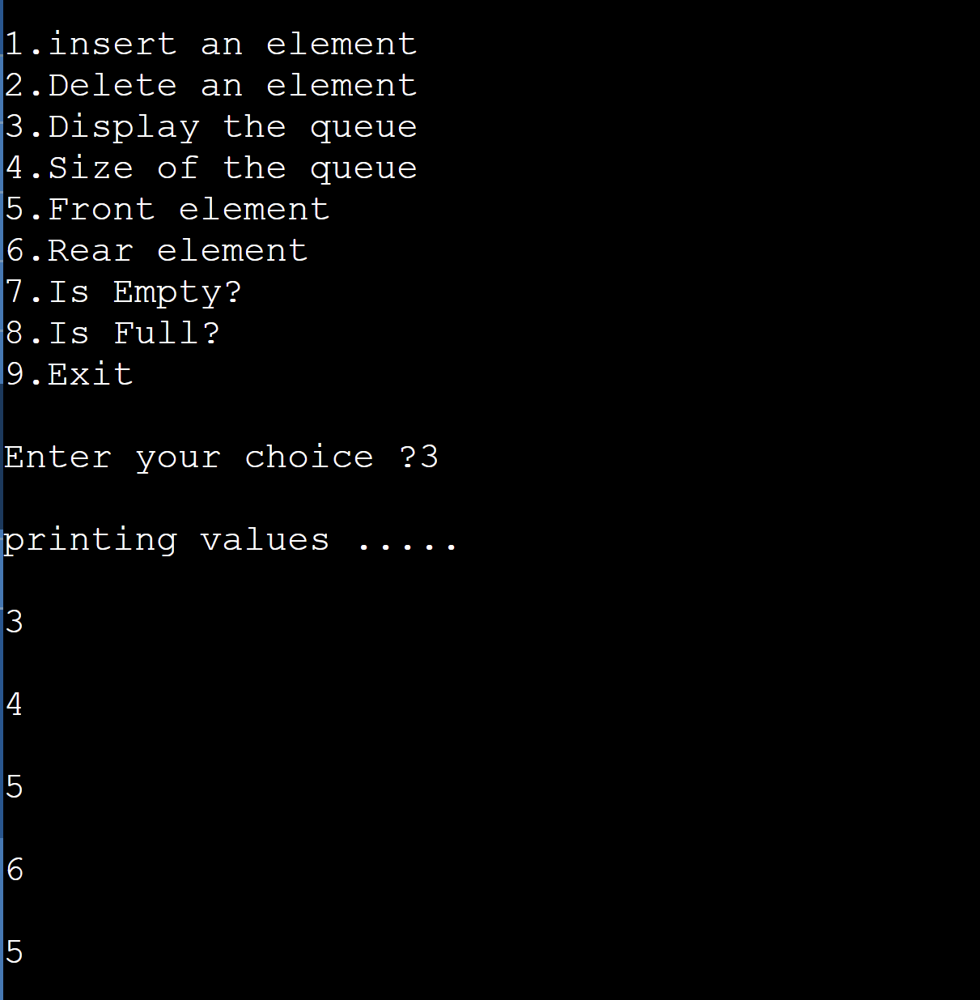 1.insert an element
2.Delete an element
3.Display the queue
4.Size of the queue
5.Front element
6.Rear element
7.Is Empty?
8.Is Full?
9.Exit
Enter your choice ?3
printing values .....
3
4
5
6
5